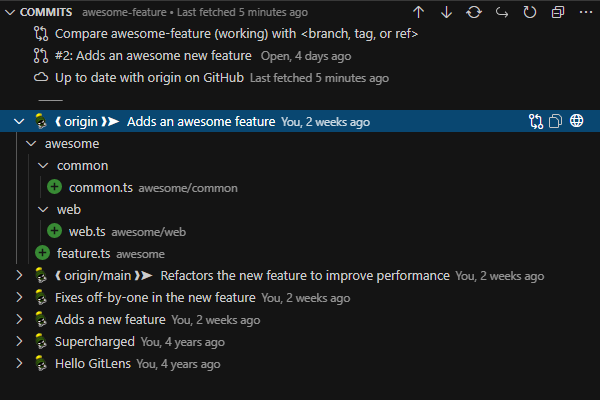 COMMITS awesome-feature • Last fetched 5 minutes ago
Compare awesome-feature (working) with <branch, tag, or ref>
#2: Adds an awesome new feature Open, 4 days ago
Up to date with origin on GitHub Last fetched 5 minutes ago
❰ origin ❱➤ Adds an awesome feature You, 2 weeks ago
awesome
common
common.ts awesome/common
web
web.ts awesome/web
feature.ts awesome
❰ origin/main ❱➤ Refactors the new feature to improve performance You, 2 weeks ago
Fixes off-by-one in the new feature You, 2 weeks ago
Adds a new feature You, 2 weeks ago
Supercharged You, 4 years ago
Hello GitLens You, 4 years ago